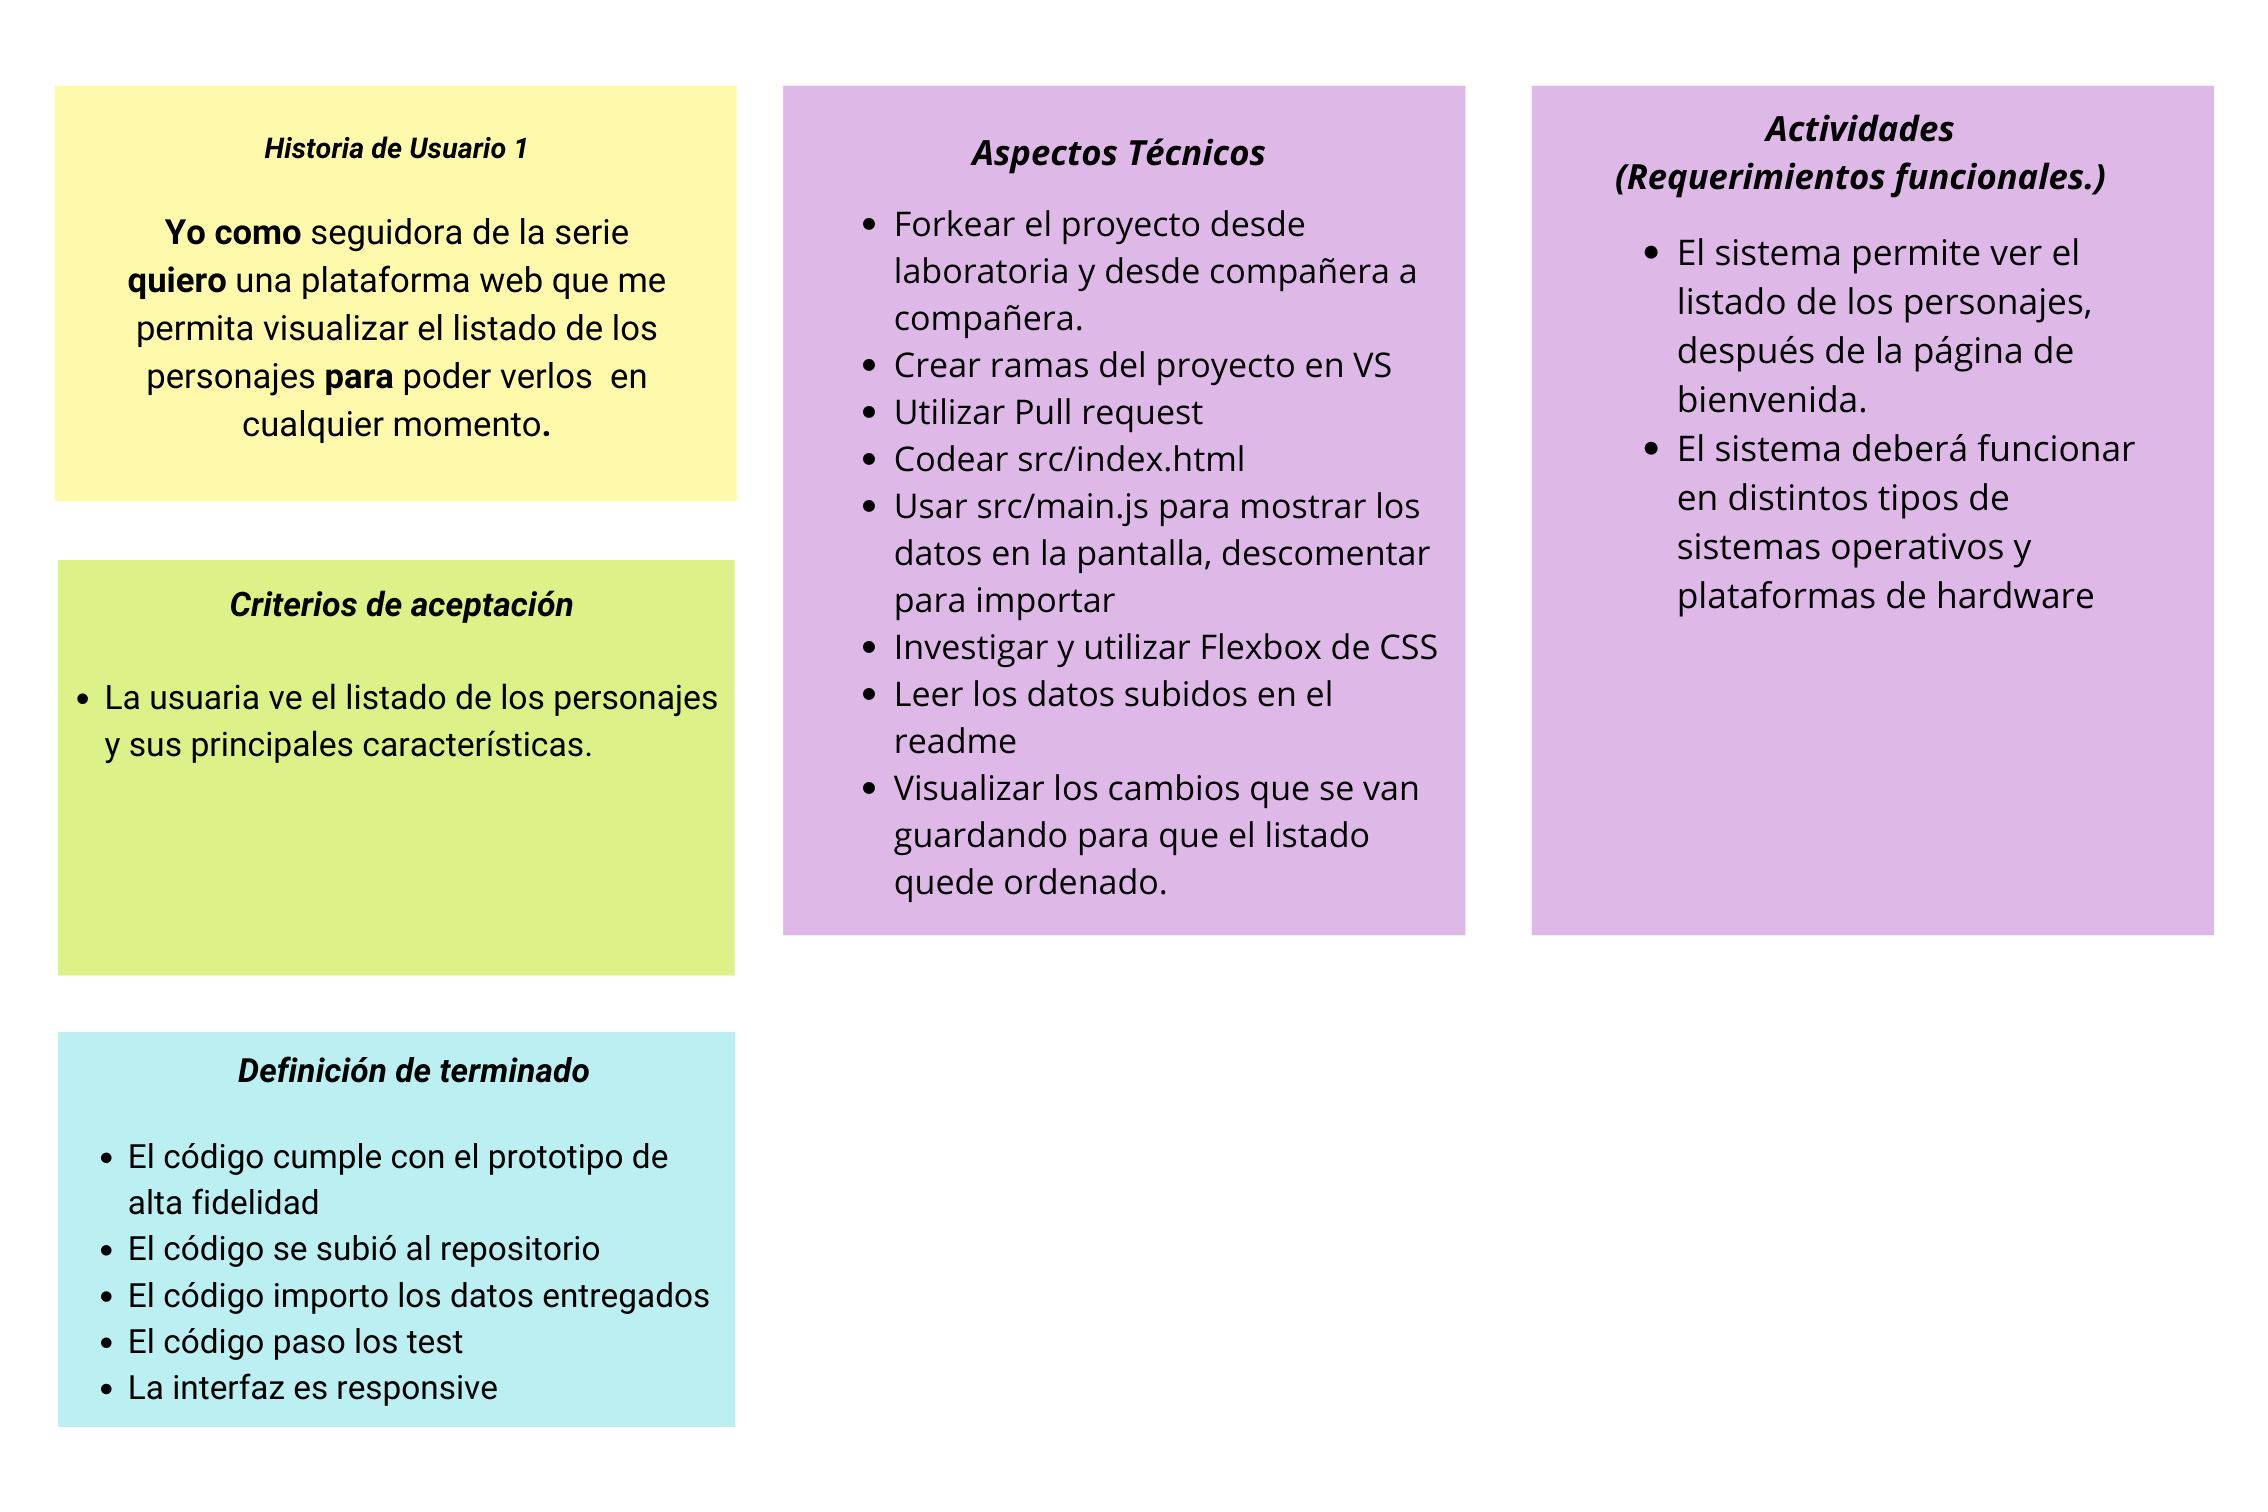 Historia de Usuario 1
Yo como seguidora de la serie
quiero una plataforma web que me
permita visualizar el listado de los
personajes para poder verlos  en
cualquier momento.
Criterios de aceptación
• La usuaria ve el listado de los personajes
y sus principales características.
Definición de terminado
• El código cumple con el prototipo de
alta fidelidad
• El código se subió al repositorio
• El código importo los datos entregados
• El código paso los test
• La interfaz es responsive
Aspectos Técnicos
• Forkear el proyecto desde
laboratoria y desde compañera a
compañera.
• Crear ramas del proyecto en VS
• Utilizar Pull request
• Codear src/index.html
• Usar src/main.js para mostrar los
datos en la pantalla, descomentar
para importar
• Investigar y utilizar Flexbox de CSS
• Leer los datos subidos en el
readme
• Visualizar los cambios que se van
guardando para que el listado
quede ordenado.
Actividades
(Requerimientos funcionales.)
• El sistema permite ver el
listado de los personajes,
después de la página de
bienvenida.
• El sistema deberá funcionar
en distintos tipos de
sistemas operativos y
plataformas de hardware